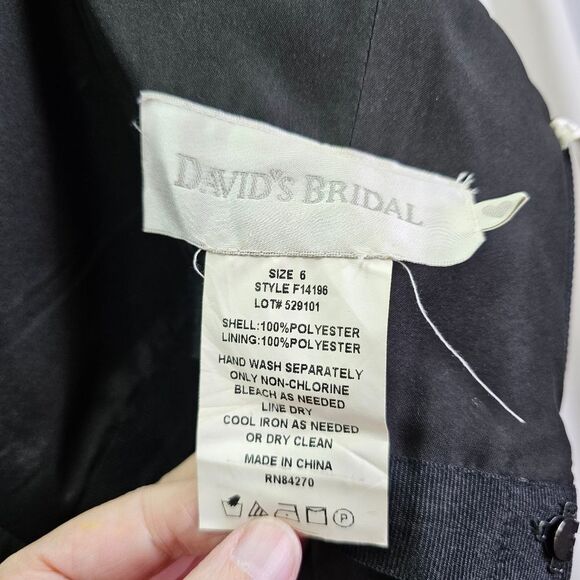 DAVID'S BRIDAL
SIZE 6
STYLE F14196
LOT# 529101
SHELL:100%POLYESTER
LINING:100%POLYESTER
HAND WASH SEPARATELY
ONLY NON-CHLORINE
BLEACH AS NEEDED
LINE DRY
COOL IRON AS NEEDED
OR DRY CLEAN
MADE IN CHINA
RN84270
P